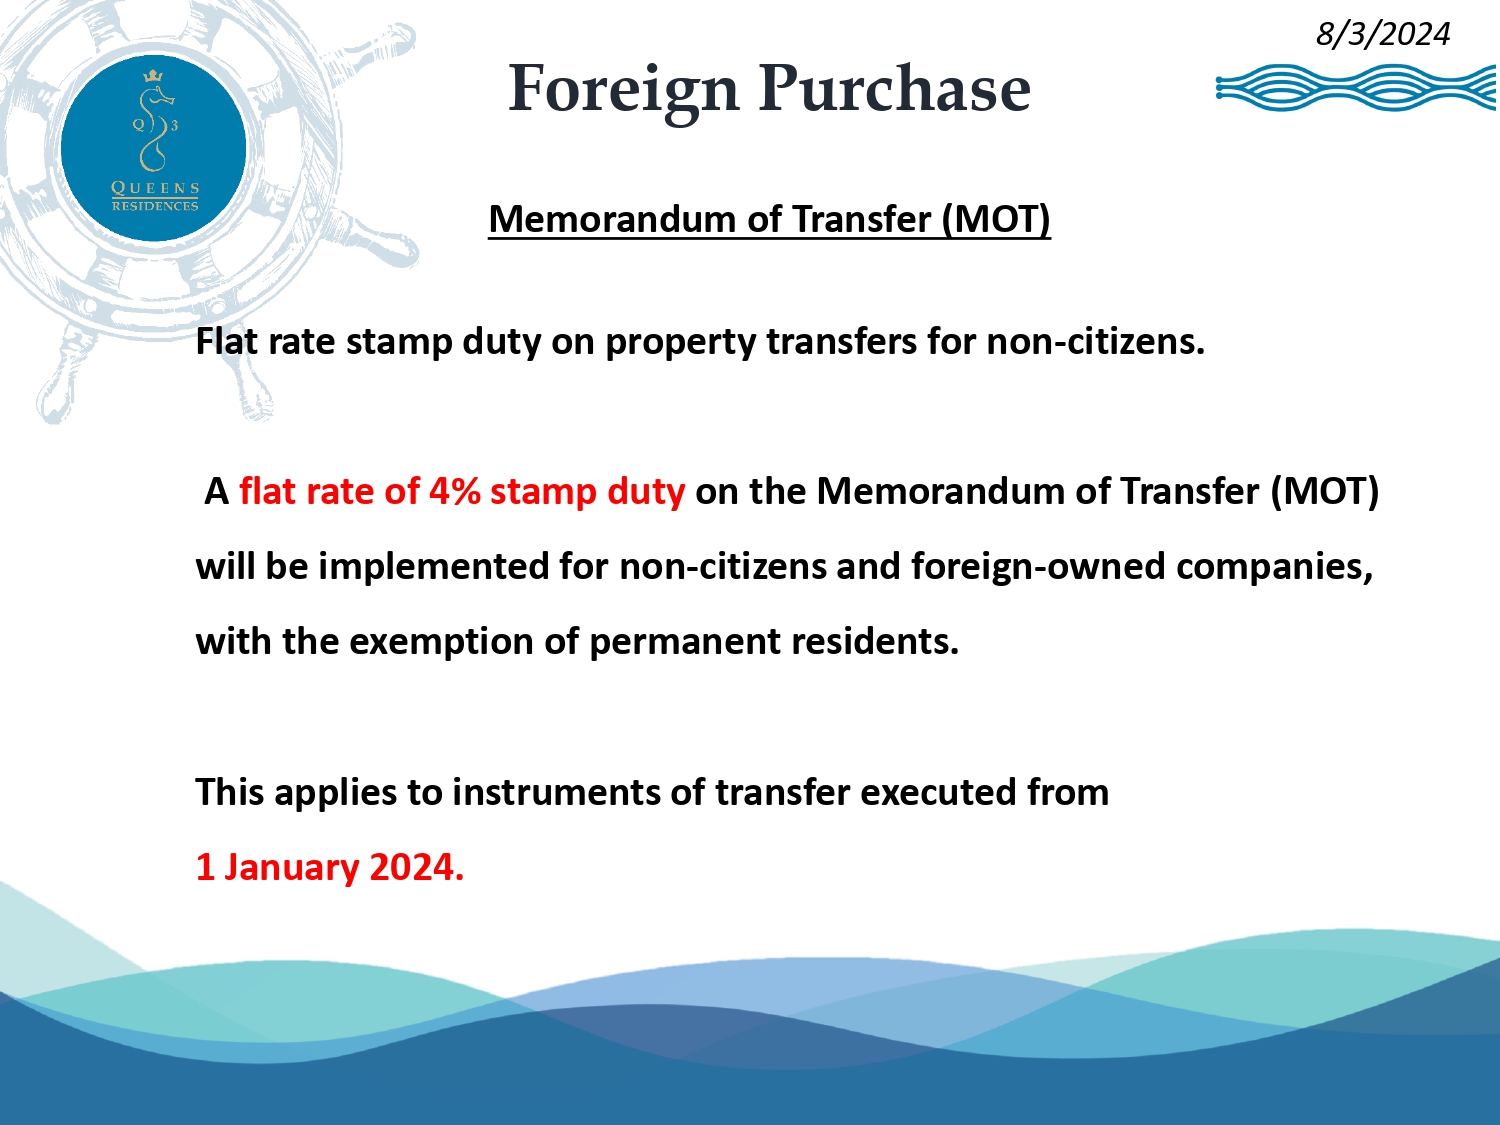 8/3/2024
Foreign Purchase
Q 3
QUEENS
RESIDENCES
Memorandum of Transfer (MOT)
Flat rate stamp duty on property transfers for non-citizens.
A flat rate of 4% stamp duty on the Memorandum of Transfer (MOT)
will be implemented for non-citizens and foreign-owned companies,
with the exemption of permanent residents.
This applies to instruments of transfer executed from
1 January 2024.